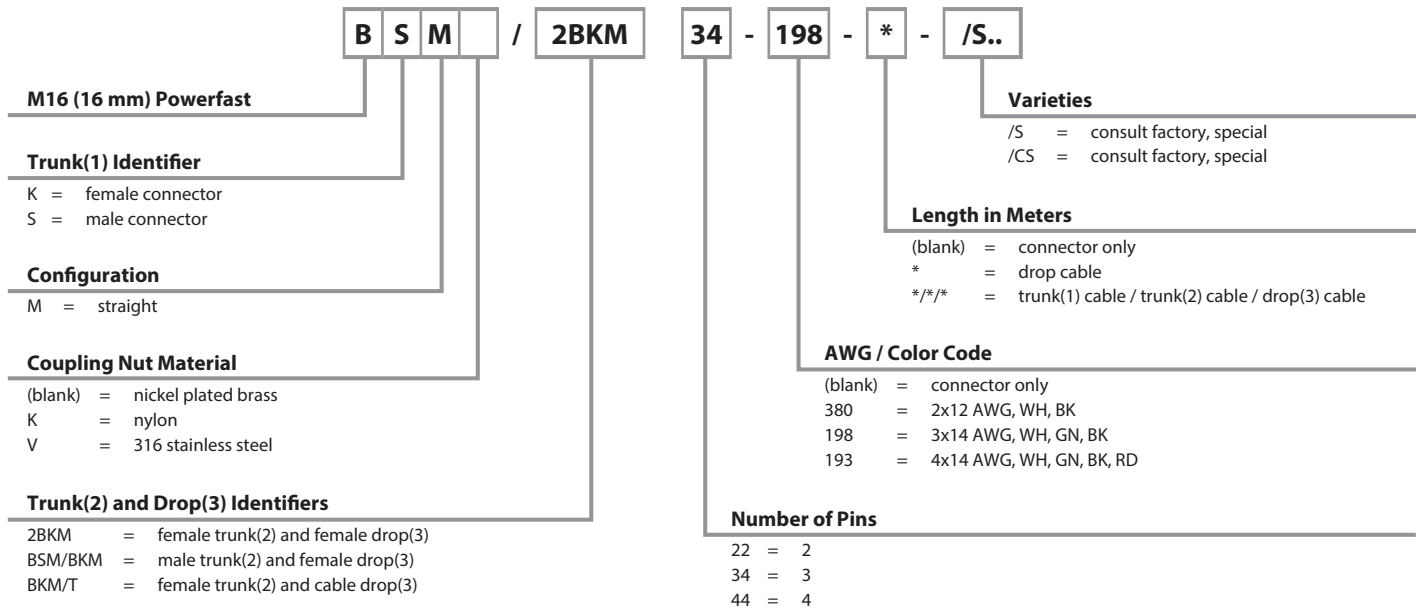 B S M / 2BKM 34 - 198 - * - /S..
M16 (16 mm) Powerfast
Trunk(1) Identifier
K = female connector
S = male connector
Configuration
M = straight
Coupling Nut Material
(blank) = nickel plated brass
K = nylon
V = 316 stainless steel
Trunk(2) and Drop(3) Identifiers
2BKM = female trunk(2) and female drop(3)
BSM/BKM = male trunk(2) and female drop(3)
BKM/T = female trunk(2) and cable drop(3)
Varieties
/S = consult factory, special
/CS = consult factory, special
Length in Meters
(blank) = connector only
* = drop cable
*/*/* = trunk(1) cable / trunk(2) cable / drop(3) cable
AWG / Color Code
(blank) = connector only
380 = 2x12 AWG, WH, BK
198 = 3x14 AWG, WH, GN, BK
193 = 4x14 AWG, WH, GN, BK, RD
Number of Pins
22 = 2
34 = 3
44 = 4